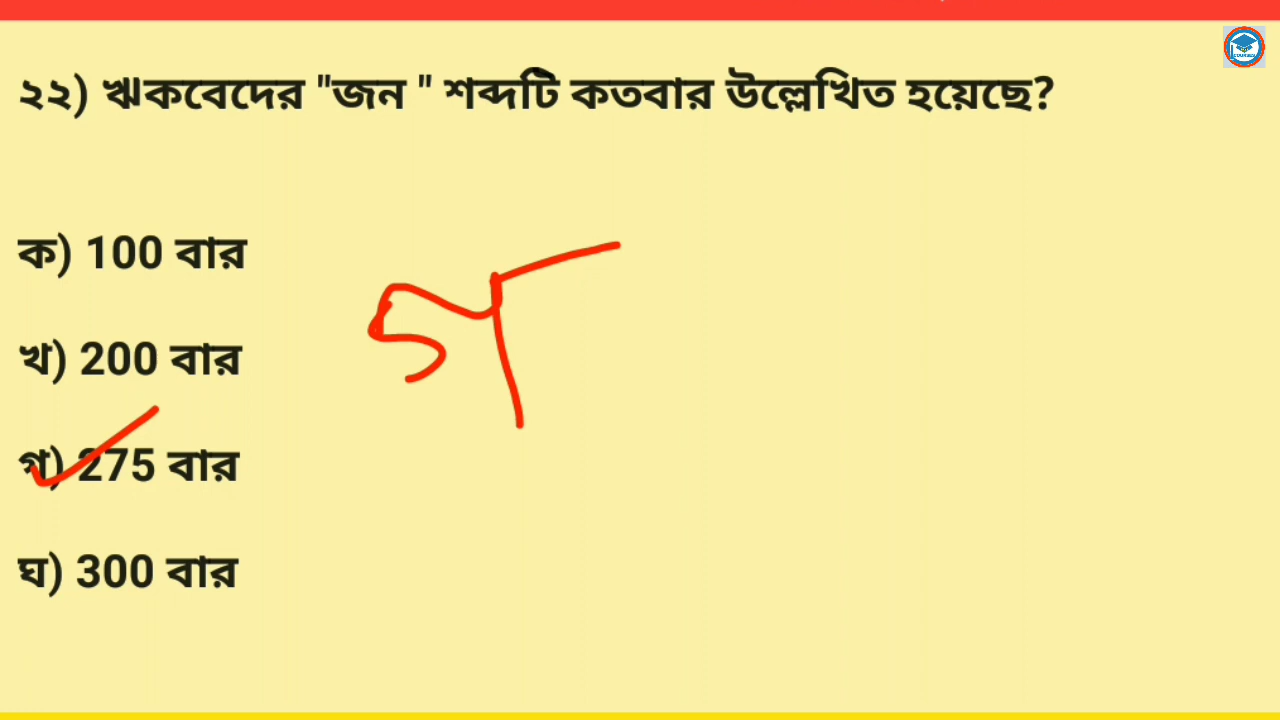 ২২) ঋকবেদের "জন " শব্দটি কতবার উল্লেখিত হয়েছে?
ক) 100 বার
খ) 200 বার
গ) 275 বার
ঘ) 300 বার